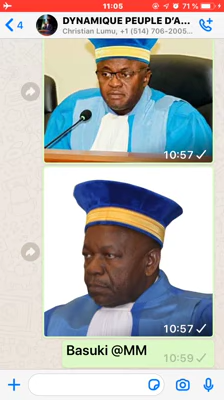 11:05
71 %
4
DYNAMIQUE PEUPLE D'A...
Christian Lumu, +1 (514) 706-2005...
10:57
10:57
Basuki @MM
10:59